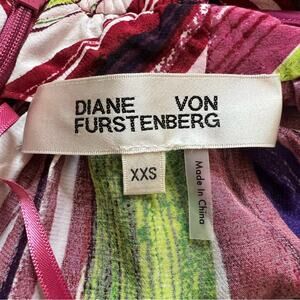 DIANE VON
FURSTENBERG
XXS
Made In China